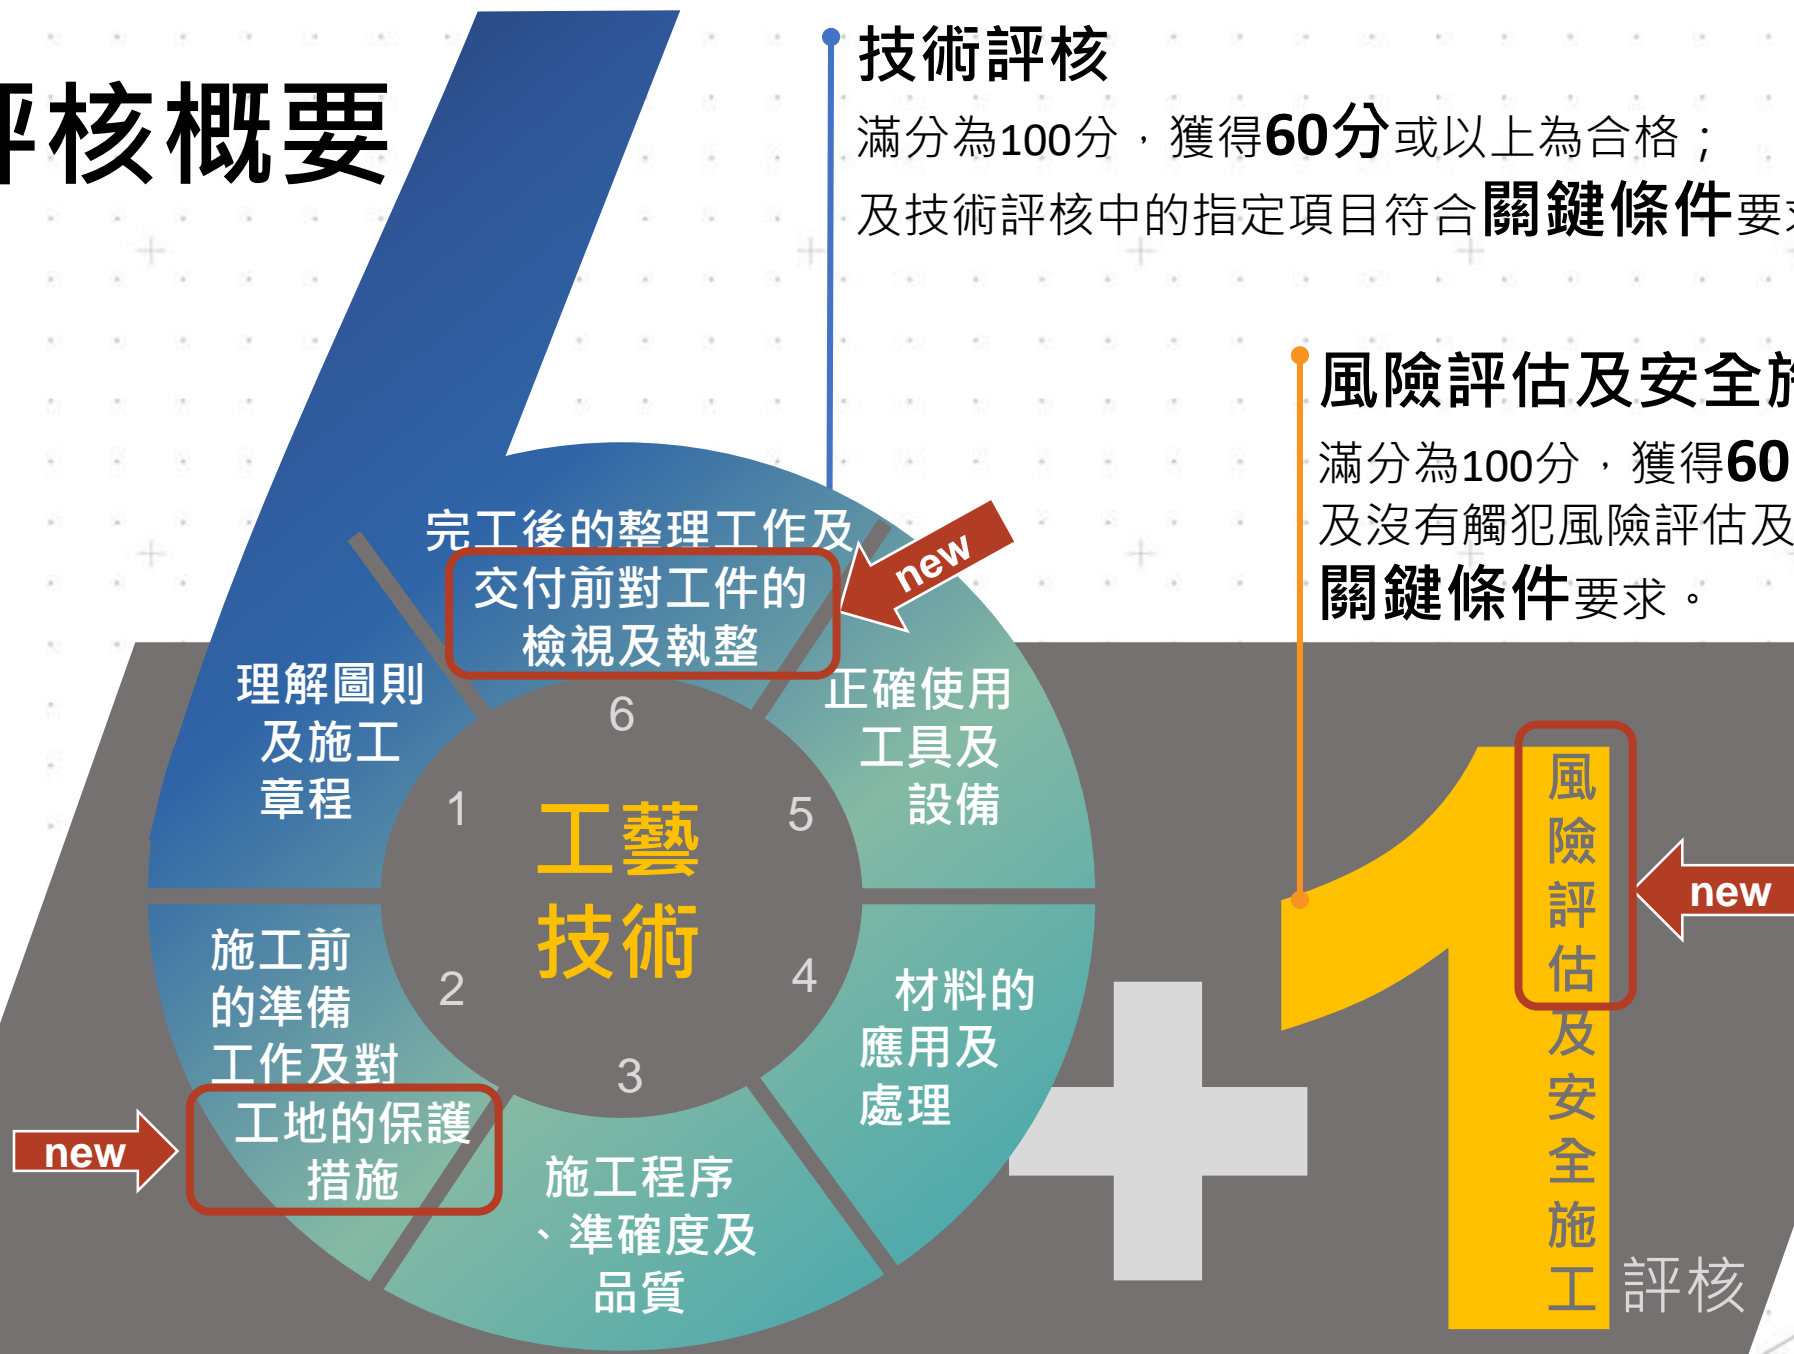 評核概要
技術評核
滿分為100分，獲得60分或以上為合格；
及技術評核中的指定項目符合關鍵條件要求
風險評估及安全施
滿分為100分，獲得60
及沒有觸犯風險評估及
關鍵條件要求。
完工後的整理工作及
交付前對工件的
檢視及執整
new
理解圖則
及施工
章程
正確使用
工具及
設備
6
1
5
工藝
技術
2
4
3
施工前
的準備
工作及對
工地的保護
措施
new
材料的
應用及
處理
施工程序
、準確度及
品質
風險評估及安全施工
new
評核